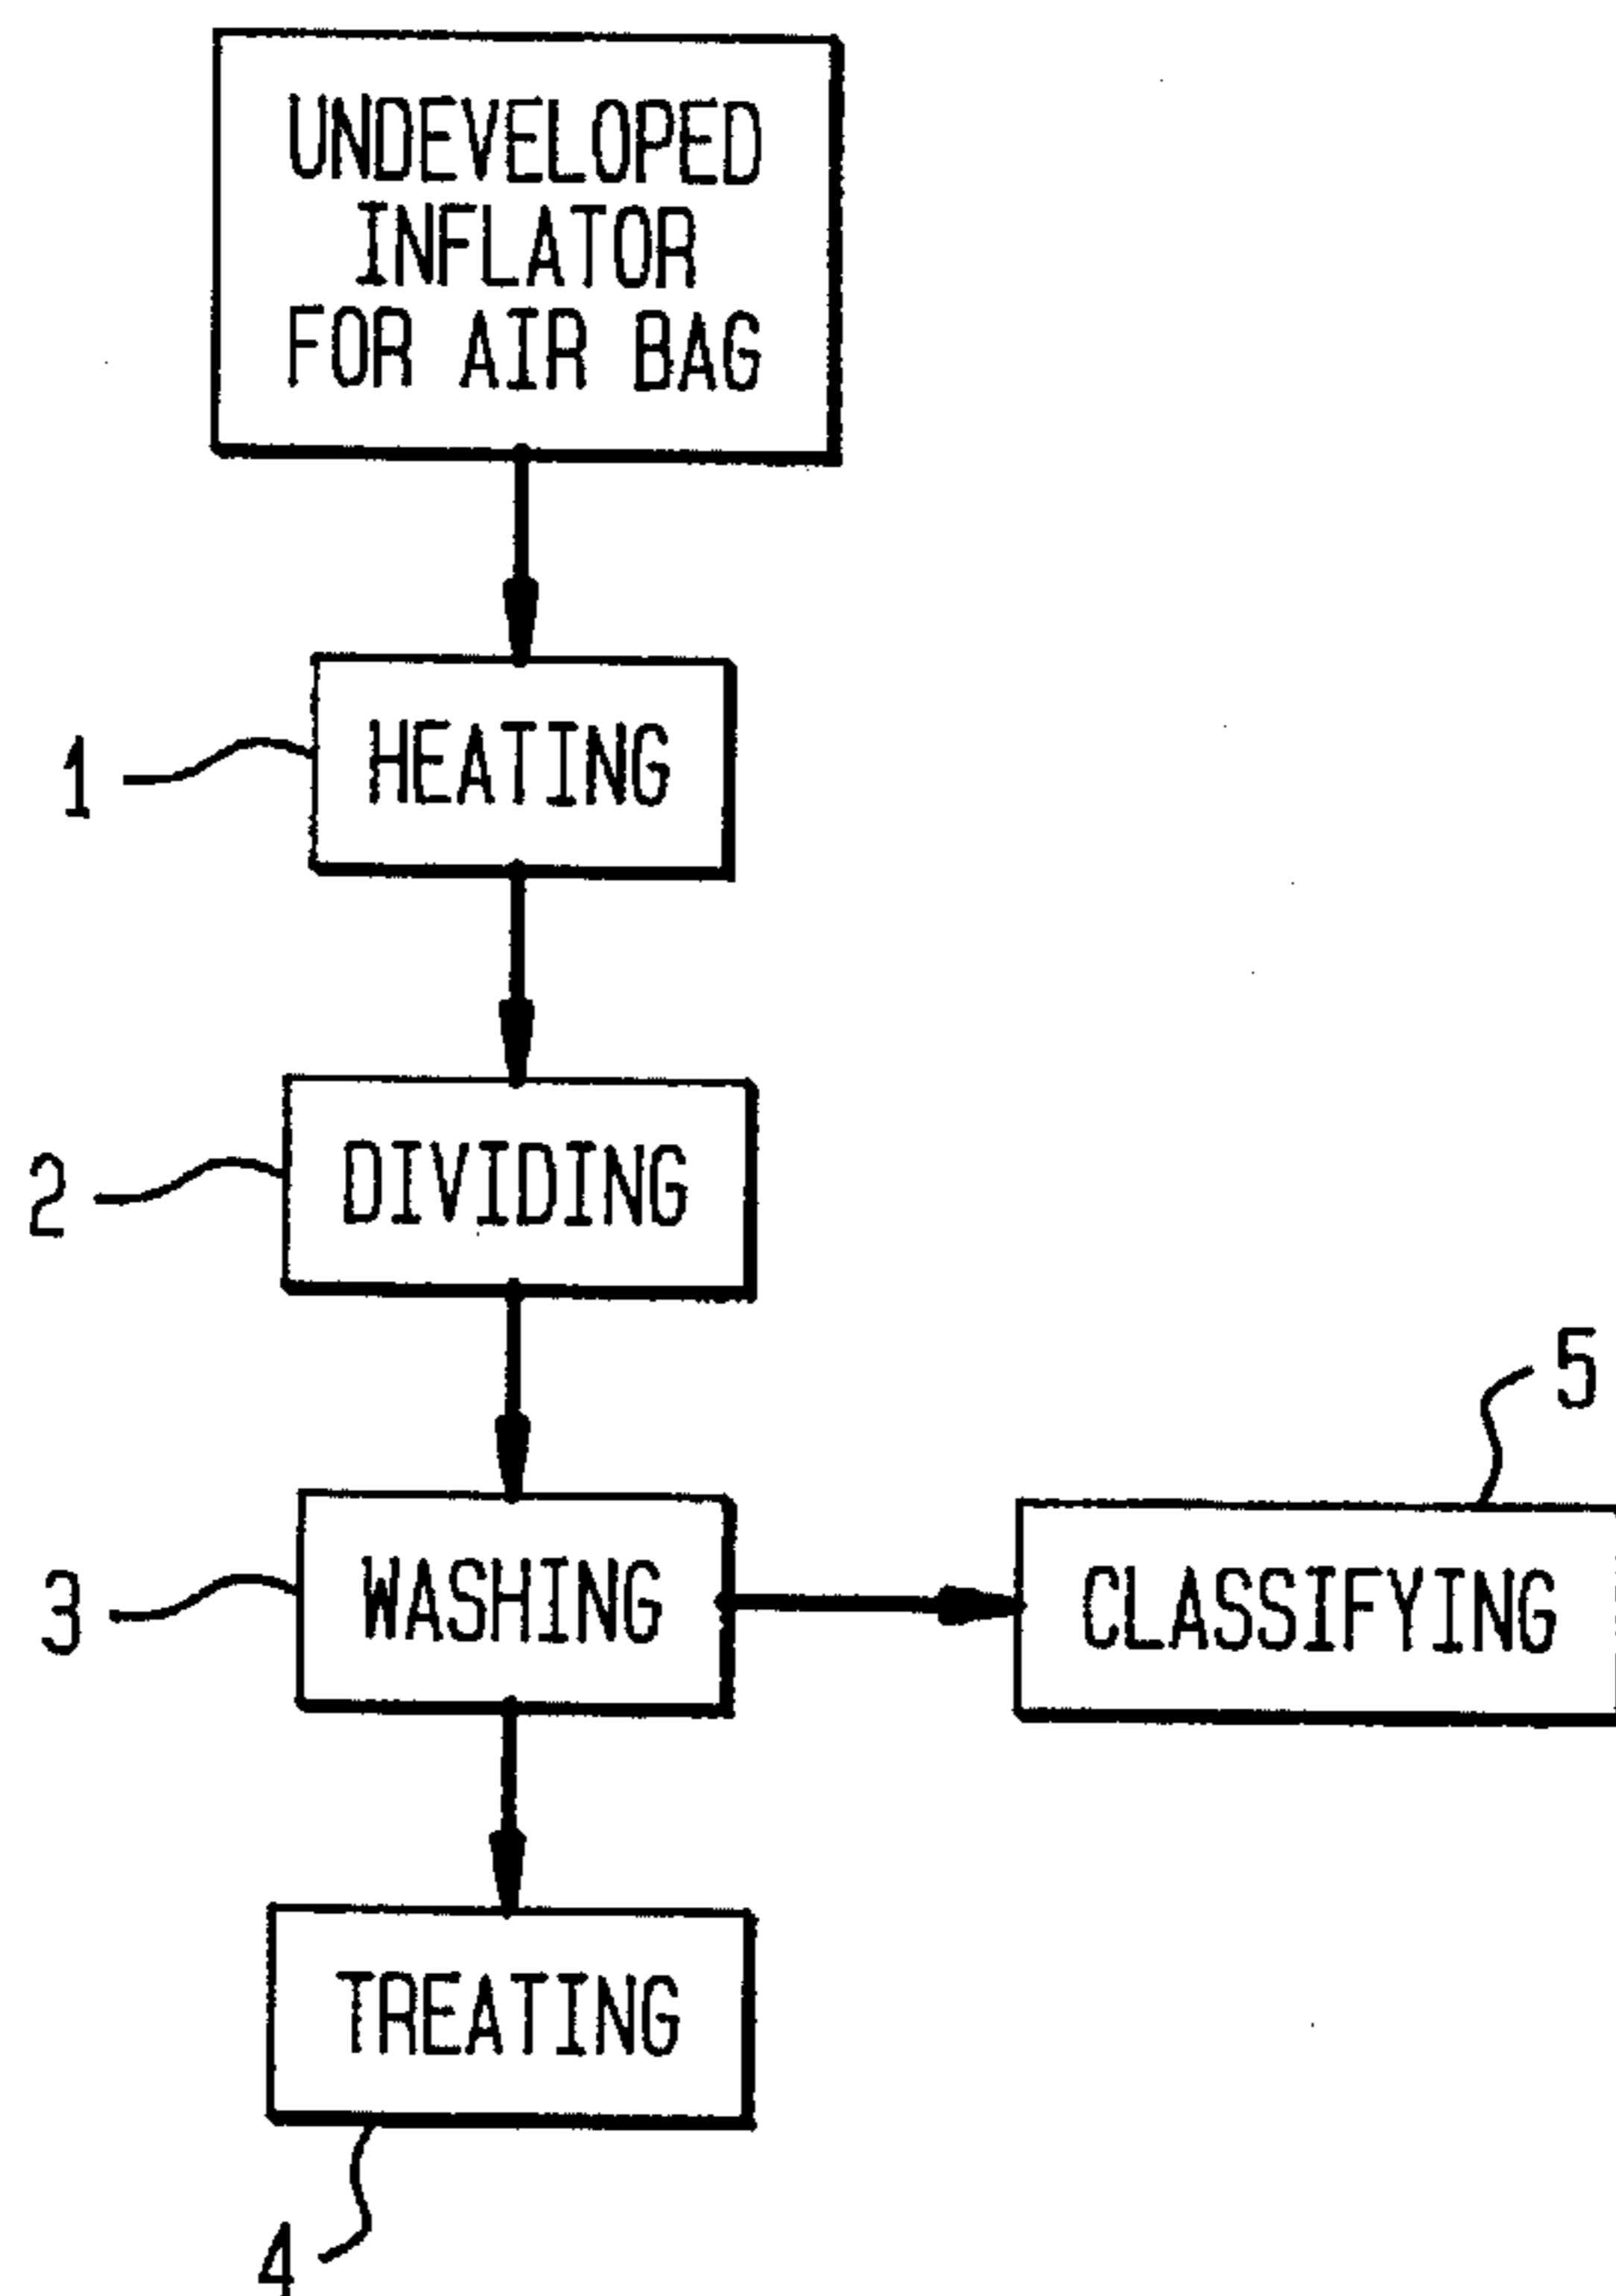 UNDEVELOPED
INFLATOR
FOR AIR BAG
1
HEATING
2
DIVIDING
5
3
WASHING
CLASSIFYING
TREATING
4